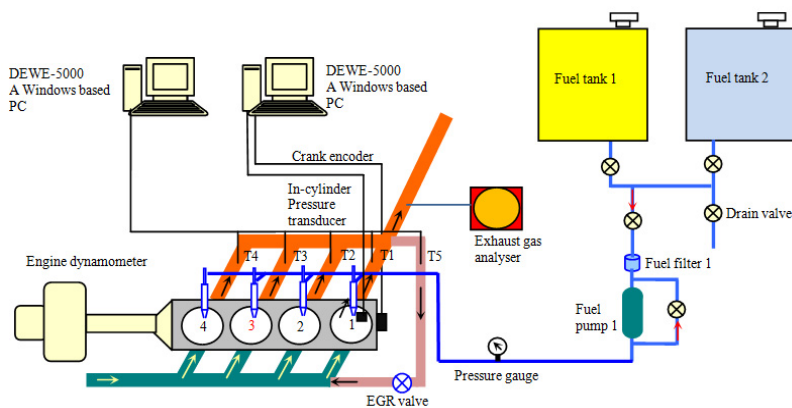 DEWE-5000
A Windows based
PC
DEWE-5000
A Windows based
PC
Fuel tank 1
Fuel tank 2
Crank encoder
In-cylinder
Pressure
transducer
Exhaust gas
analyser
Drain valve
T4
T3
T2
T1
T5
Engine dynamometer
Fuel filter 1
Fuel
pump 1
4
3
2
1
Pressure gauge
EGR valve